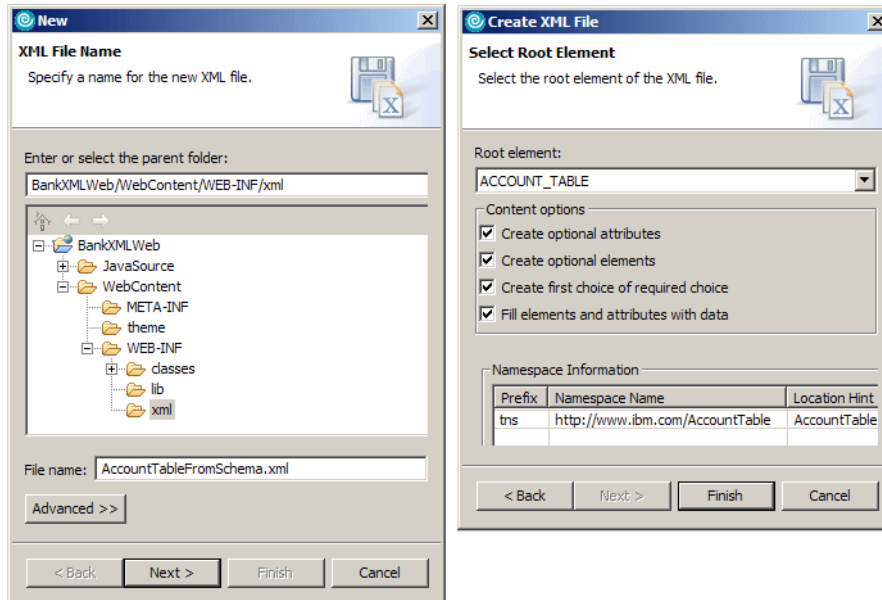 New
XML File Name
Specify a name for the new XML file.
Enter or select the parent folder:
BankXMLWeb/WebContent/WEB-INF/xml
BankXMLWeb
JavaSource
WebContent
META-INF
theme
WEB-INF
classes
lib
xml
File name: AccountTableFromSchema.xml
Advanced >>
< Back Next > Finish Cancel
Create XML File
Select Root Element
Select the root element of the XML file.
Root element:
ACCOUNT_TABLE
Content options
Create optional attributes
Create optional elements
Create first choice of required choice
Fill elements and attributes with data
Namespace Information
Prefix Namespace Name Location Hint
tns http://www.ibm.com/AccountTable AccountTable
< Back Next > Finish Cancel